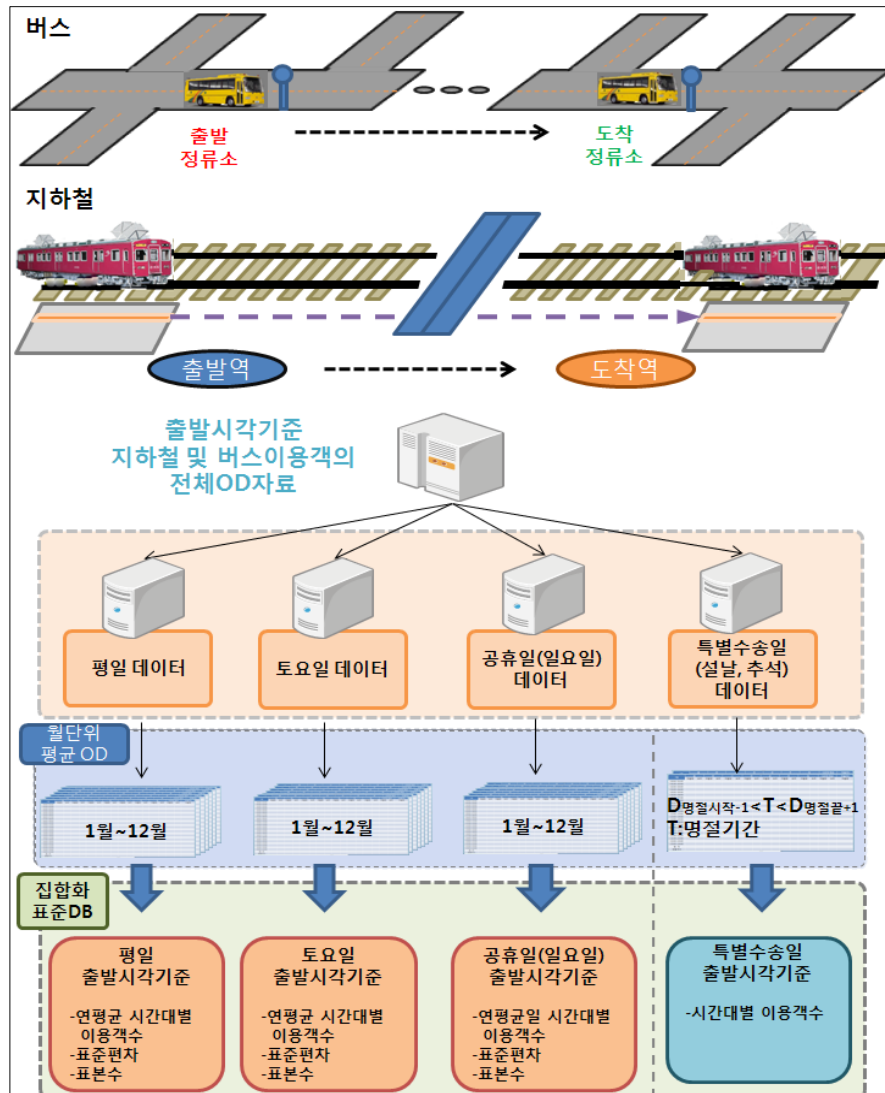 버스
출발
정류소
도착
정류소
지하철
출발역
도착역
출발시각기준
지하철 및 버스이용객의
전체OD자료
평일 데이터
토요일 데이터
공휴일(일요일)
데이터
특별수송일
(설날, 추석)
데이터
월단위
평균 OD
1월~12월
1월~12월
1월~12월
D명절시작-1<T<D명절끝+1
T:명절기간
집합화
표준DB
평일
출발시각기준
-연평균 시간대별
이용객수
-표준편차
-표본수
토요일
출발시각기준
-연평균 시간대별
이용객수
-표준편차
-표본수
공휴일(일요일)
출발시각기준
-연평균일 시간대별
이용객수
-표준편차
-표본수
특별수송일
출발시각기준
-시간대별 이용객수